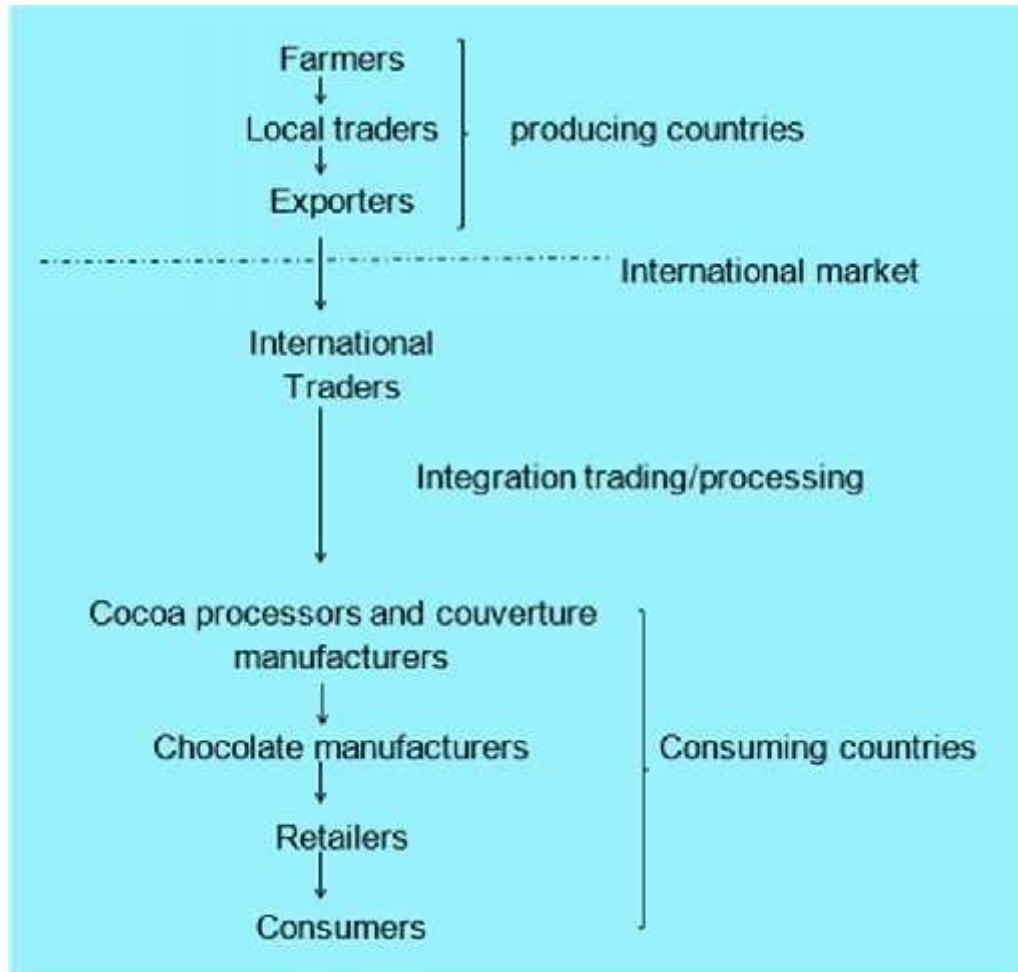 Farmers
Local traders
producing countries
Exporters
International market
International
Traders
Integration trading/processing
Cocoa processors and couverture
manufacturers
Chocolate manufacturers
Consuming countries
Retailers
Consumers